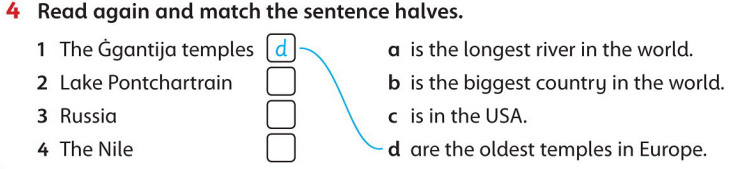 4 Read again and match the sentence halves.
1 The Ġgantija temples d a is the longest river in the world.
2 Lake Pontchartrain b is the biggest country in the world.
3 Russia c is in the USA.
4 The Nile d are the oldest temples in Europe.